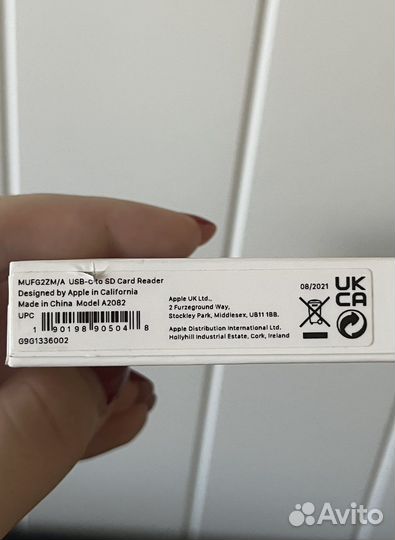 MUFG2ZM/A USB-C to SD Card Reader
Designed by Apple in California
Made in China Model A2082
UPC
1 90198 90504 8
G9G1336002
Apple UK Ltd.,
2 Furzeground Way,
Stockley Park, Middlesex, UB11 1BB.
Apple Distribution International Ltd.
Hollyhill Industrial Estate, Cork, Ireland
08/2021
UK
CA
Avito